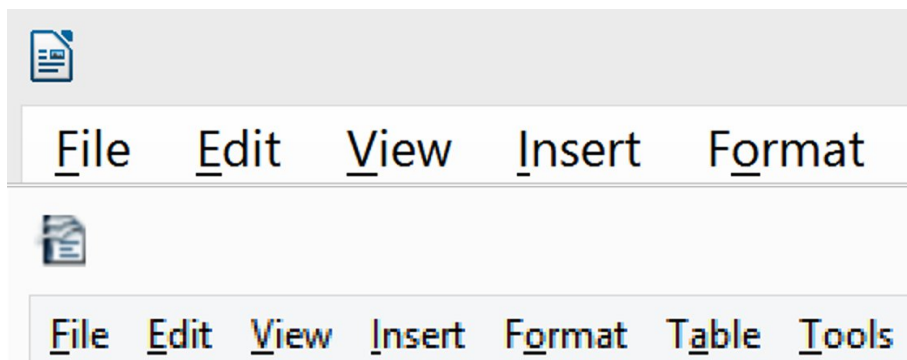 File Edit View Insert Format
File Edit View Insert Format Table Tools